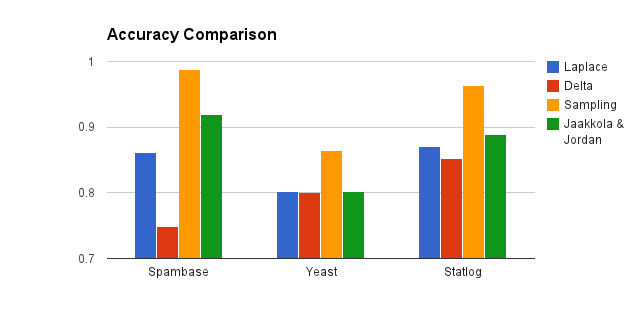 Accuracy Comparison
1
0.9
0.8
0.7
Spambase Yeast Statlog
Laplace
Delta
Sampling
Jaakkola &
Jordan